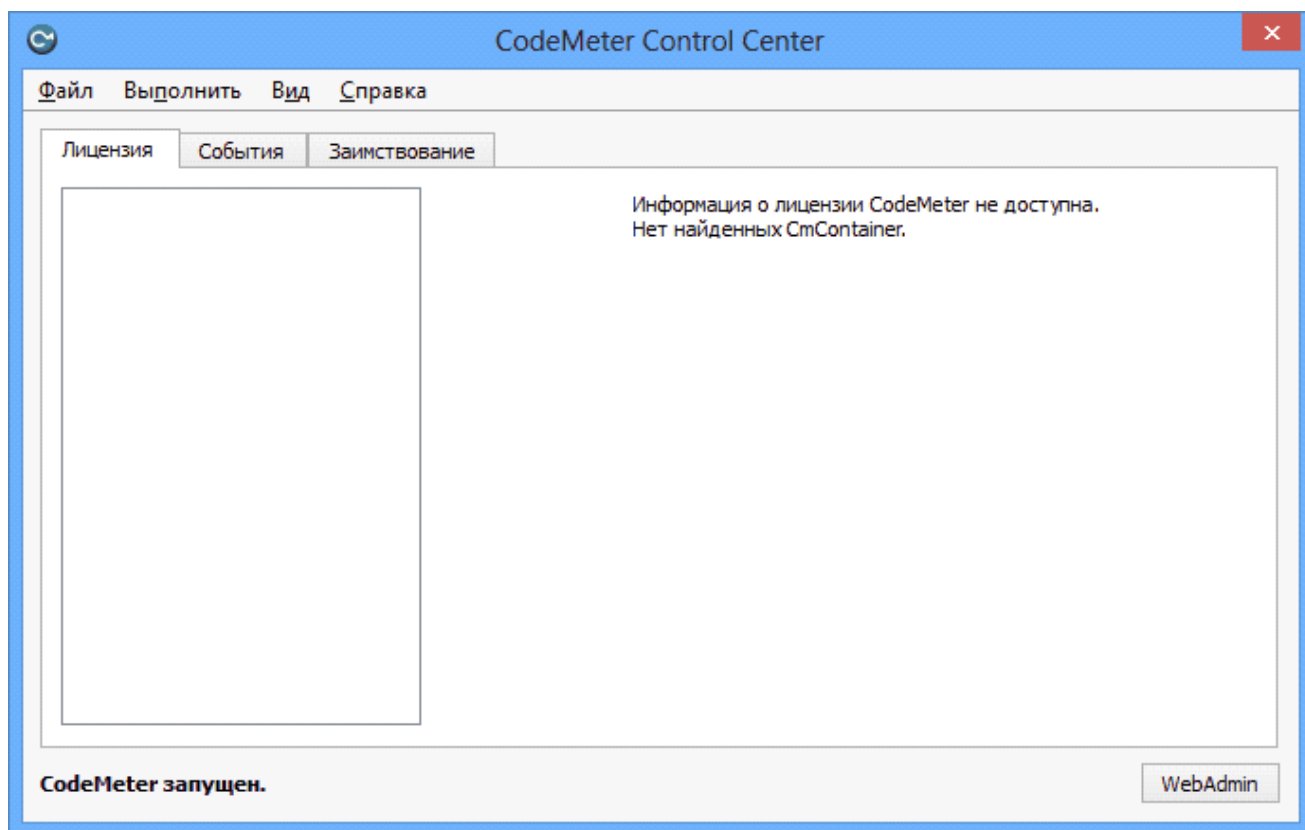 CodeMeter Control Center
Файл Выполнить Вид Справка
Лицензия События Заимствование
Информация о лицензии CodeMeter не доступна.
Нет найденных CmContainer.
CodeMeter запущен.
WebAdmin